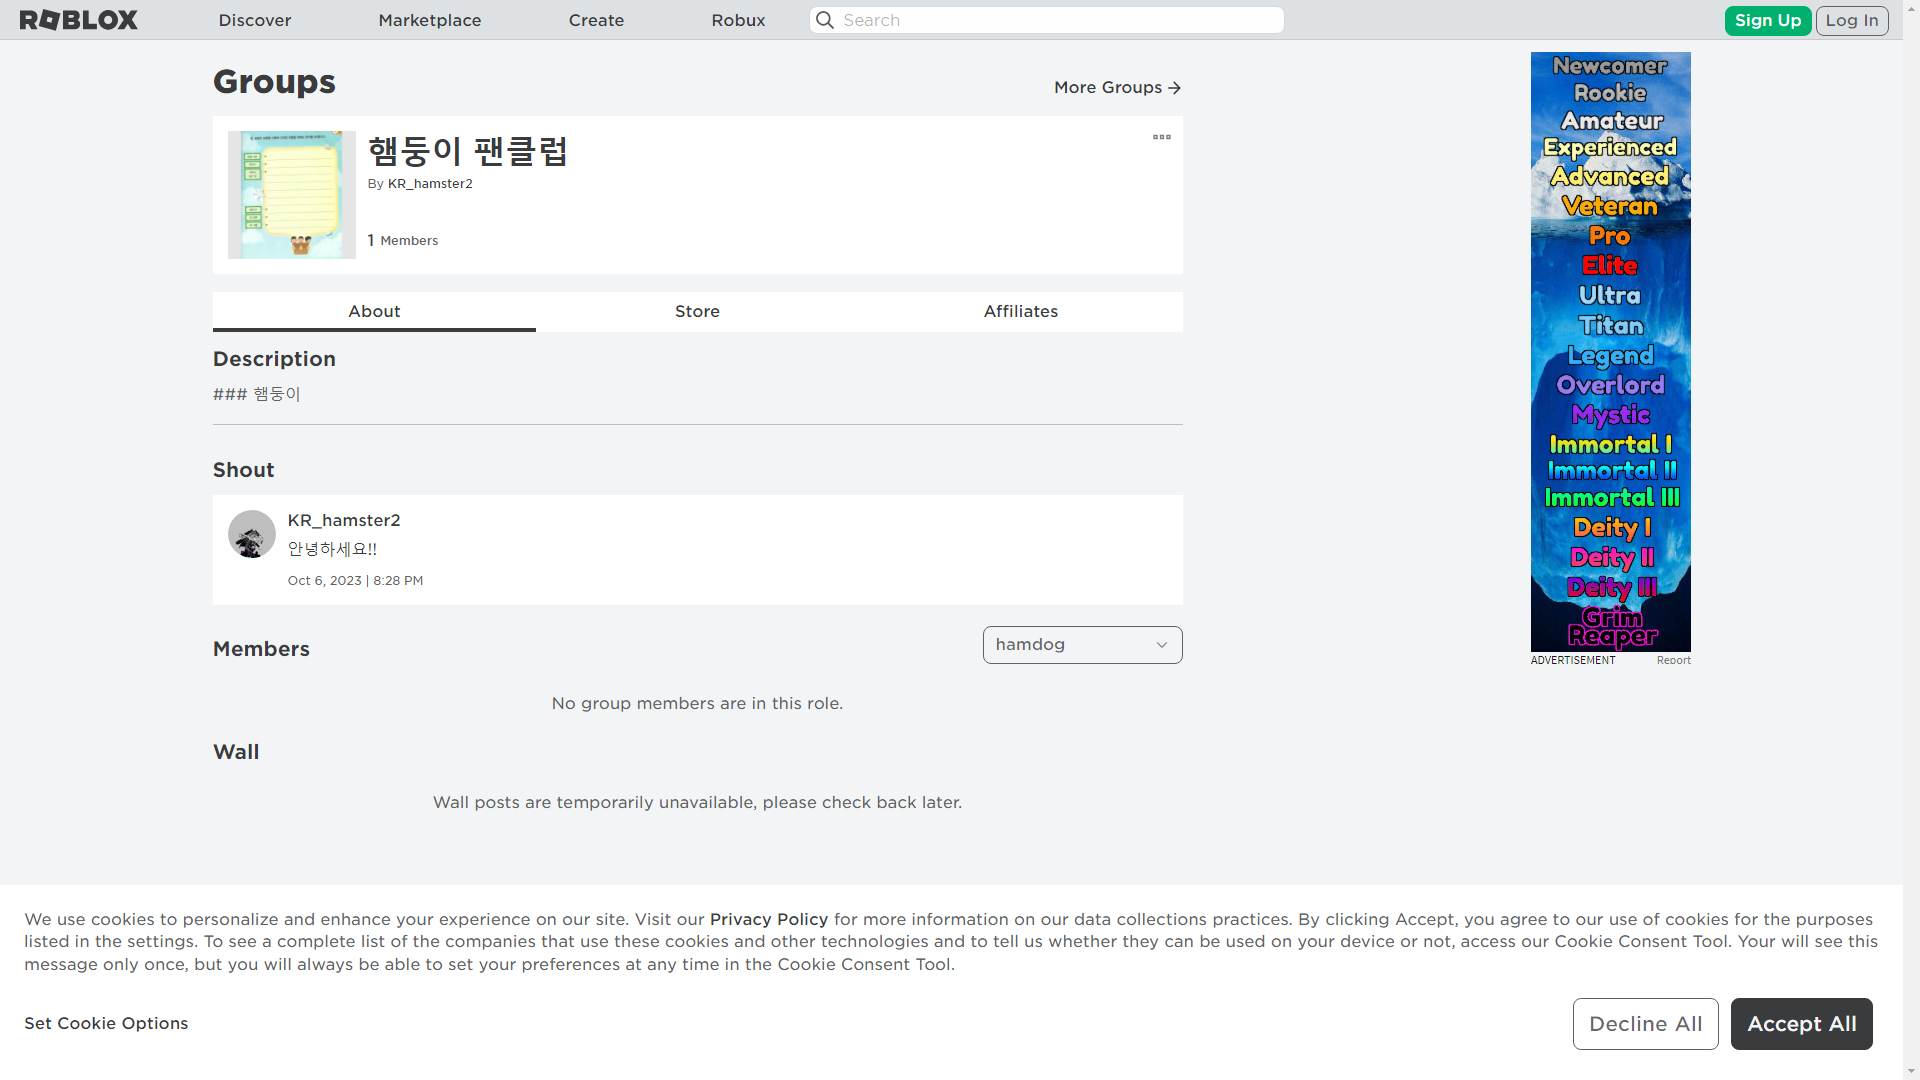 ROBLOX
Discover
Marketplace
Create
Robux
Search
Sign Up
Log In
Groups
More Groups
햄둥이 팬클럽
By KR_hamster2
1 Members
About
Store
Affiliates
Description
### 햄둥이
Shout
KR_hamster2
안녕하세요!!
Oct 6, 2023 | 8:28 PM
Members
hamdog
No group members are in this role.
Wall
Wall posts are temporarily unavailable, please check back later.
Newcomer
Rookie
Amateur
Experienced
Advanced
Veteran
Pro
Elite
Ultra
Titan
Legend
Overlord
Mystic
Immortal I
Immortal II
Immortal III
Deity I
Deity II
Deity III
Grim
Reaper
ADVERTISEMENT
Report
We use cookies to personalize and enhance your experience on our site. Visit our Privacy Policy for more information on our data collections practices. By clicking Accept, you agree to our use of cookies for the purposes
listed in the settings. To see a complete list of the companies that use these cookies and other technologies and to tell us whether they can be used on your device or not, access our Cookie Consent Tool. Your will see this
message only once, but you will always be able to set your preferences at any time in the Cookie Consent Tool.
Set Cookie Options
Decline All
Accept All